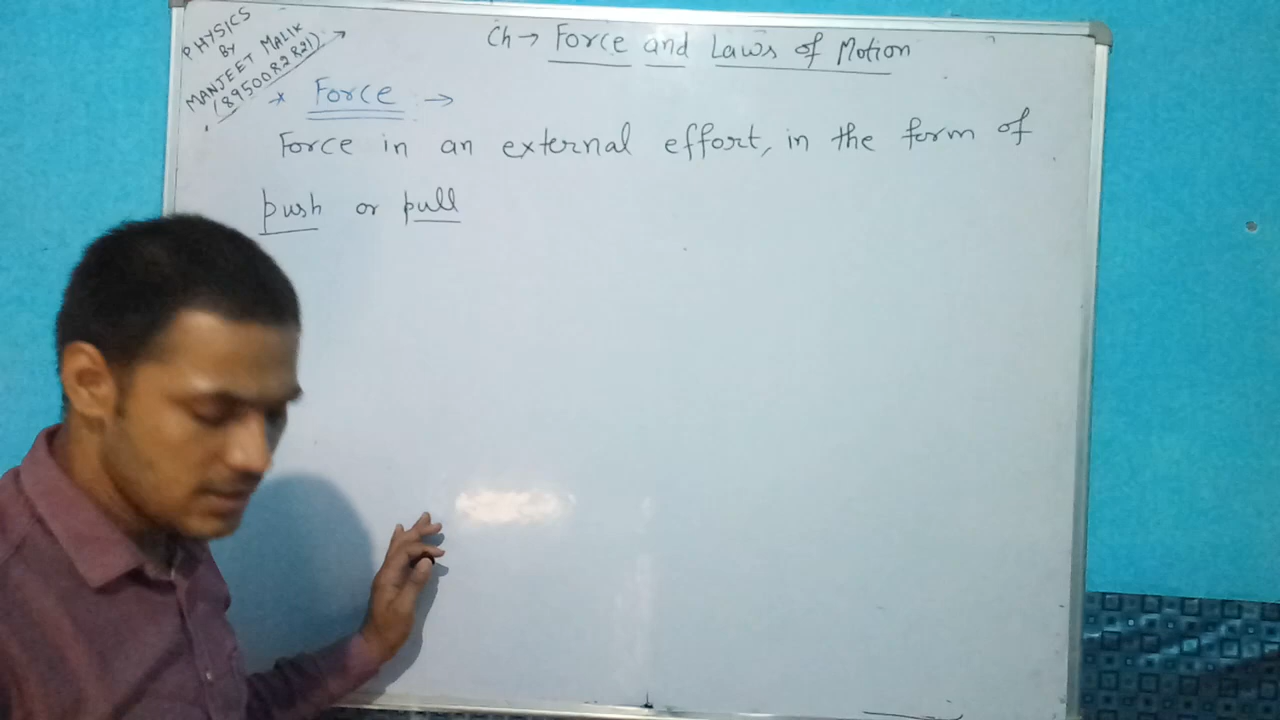 PHYSICS
By
MANJEET MALIK
(89500R2R21)
Ch→ Force and Laws of Motion
* Force →
Force in an external effort, in the form of
push or pull